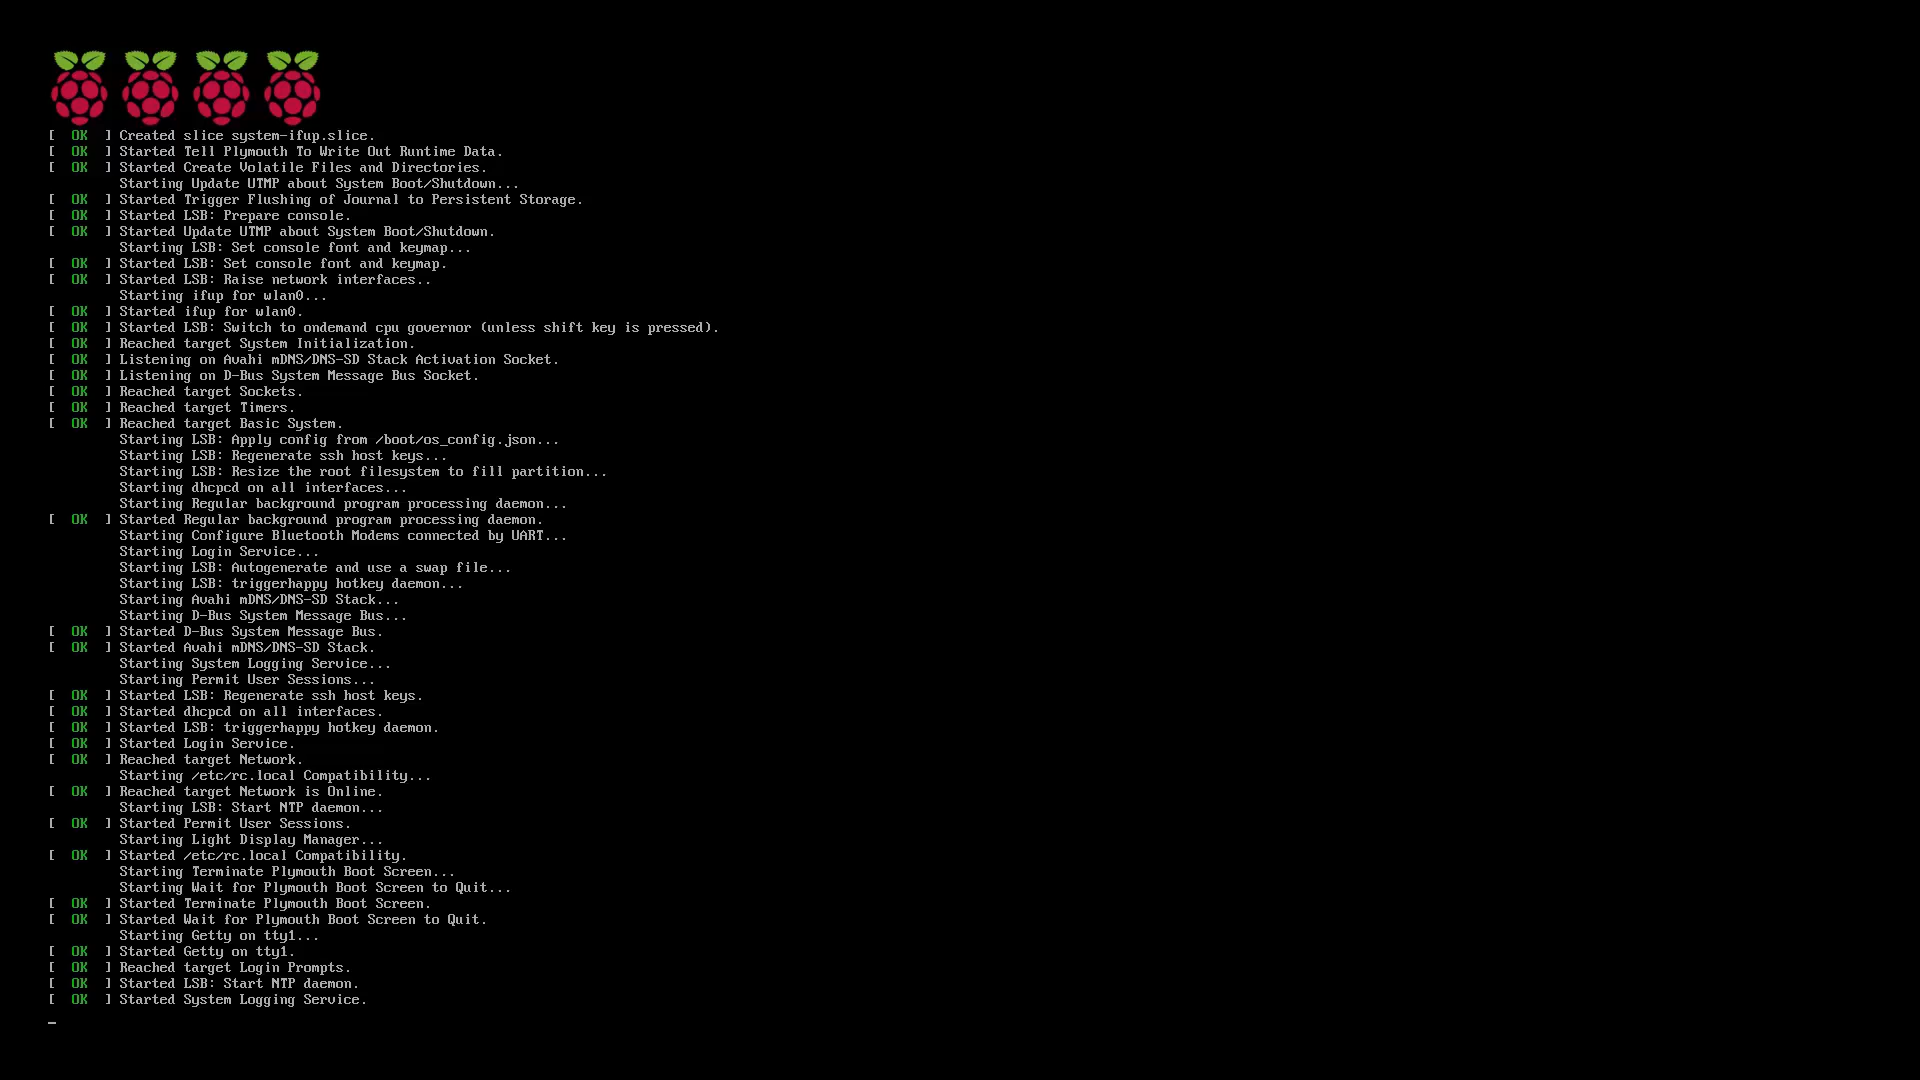 [  OK  ] Created slice system-ifup.slice.
[  OK  ] Started Tell Plymouth To Write Out Runtime Data.
[  OK  ] Started Create Volatile Files and Directories.
         Starting Update UTMP about System Boot/Shutdown...
[  OK  ] Started Trigger Flushing of Journal to Persistent Storage.
[  OK  ] Started LSB: Prepare console.
[  OK  ] Started Update UTMP about System Boot/Shutdown.
         Starting LSB: Set console font and keymap...
[  OK  ] Started LSB: Set console font and keymap.
[  OK  ] Started LSB: Raise network interfaces..
         Starting ifup for wlan0...
[  OK  ] Started ifup for wlan0.
[  OK  ] Started LSB: Switch to ondemand cpu governor (unless shift key is pressed).
[  OK  ] Reached target System Initialization.
[  OK  ] Listening on Avahi mDNS/DNS-SD Stack Activation Socket.
[  OK  ] Listening on D-Bus System Message Bus Socket.
[  OK  ] Reached target Sockets.
[  OK  ] Reached target Timers.
[  OK  ] Reached target Basic System.
         Starting LSB: Apply config from /boot/os_config.json...
         Starting LSB: Regenerate ssh host keys...
         Starting LSB: Resize the root filesystem to fill partition...
         Starting dhcpcd on all interfaces...
         Starting Regular background program processing daemon...
[  OK  ] Started Regular background program processing daemon.
         Starting Configure Bluetooth Modems connected by UART...
         Starting Login Service...
         Starting LSB: Autogenerate and use a swap file...
         Starting LSB: triggerhappy hotkey daemon...
         Starting Avahi mDNS/DNS-SD Stack...
         Starting D-Bus System Message Bus...
[  OK  ] Started D-Bus System Message Bus.
[  OK  ] Started Avahi mDNS/DNS-SD Stack.
         Starting System Logging Service...
         Starting Permit User Sessions...
[  OK  ] Started LSB: Regenerate ssh host keys.
[  OK  ] Started dhcpcd on all interfaces.
[  OK  ] Started LSB: triggerhappy hotkey daemon.
[  OK  ] Started Login Service.
[  OK  ] Reached target Network.
         Starting /etc/rc.local Compatibility...
[  OK  ] Reached target Network is Online.
         Starting LSB: Start NTP daemon...
[  OK  ] Started Permit User Sessions.
         Starting Light Display Manager...
[  OK  ] Started /etc/rc.local Compatibility.
         Starting Terminate Plymouth Boot Screen...
         Starting Wait for Plymouth Boot Screen to Quit...
[  OK  ] Started Terminate Plymouth Boot Screen.
[  OK  ] Started Wait for Plymouth Boot Screen to Quit.
         Starting Getty on tty1...
[  OK  ] Started Getty on tty1.
[  OK  ] Reached target Login Prompts.
[  OK  ] Started LSB: Start NTP daemon.
[  OK  ] Started System Logging Service.
_